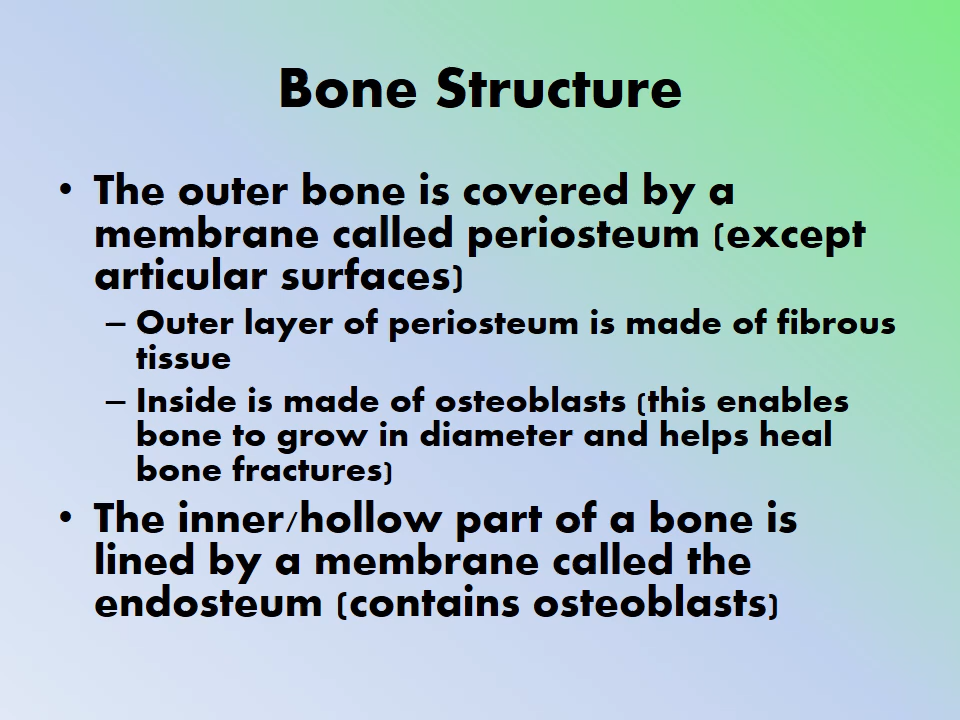 Bone Structure
• The outer bone is covered by a
membrane called periosteum (except
articular surfaces)
– Outer layer of periosteum is made of fibrous
tissue
– Inside is made of osteoblasts (this enables
bone to grow in diameter and helps heal
bone fractures)
• The inner/hollow part of a bone is
lined by a membrane called the
endosteum (contains osteoblasts)